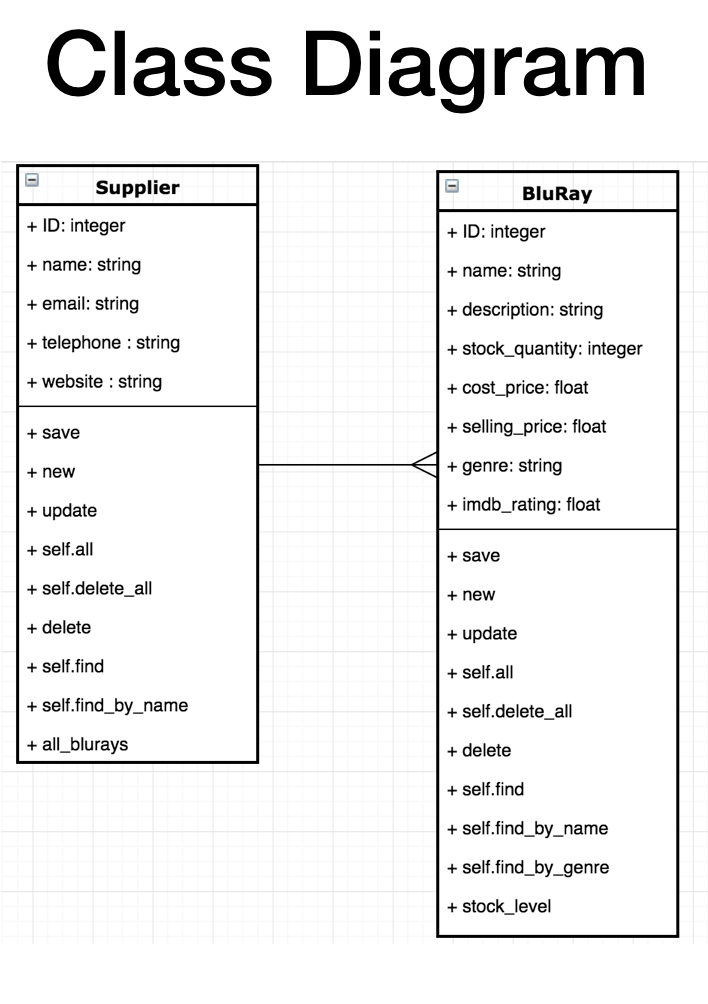 Class Diagram
Supplier
+ ID: integer
+ name: string
+ email: string
+ telephone : string
+ website : string
+ save
+ new
+ update
+ self.all
+ self.delete_all
+ delete
+ self.find
+ self.find_by_name
+ all_blurays
BluRay
+ ID: integer
+ name: string
+ description: string
+ stock_quantity: integer
+ cost_price: float
+ selling_price: float
+ genre: string
+ imdb_rating: float
+ save
+ new
+ update
+ self.all
+ self.delete_all
+ delete
+ self.find
+ self.find_by_name
+ self.find_by_genre
+ stock_level